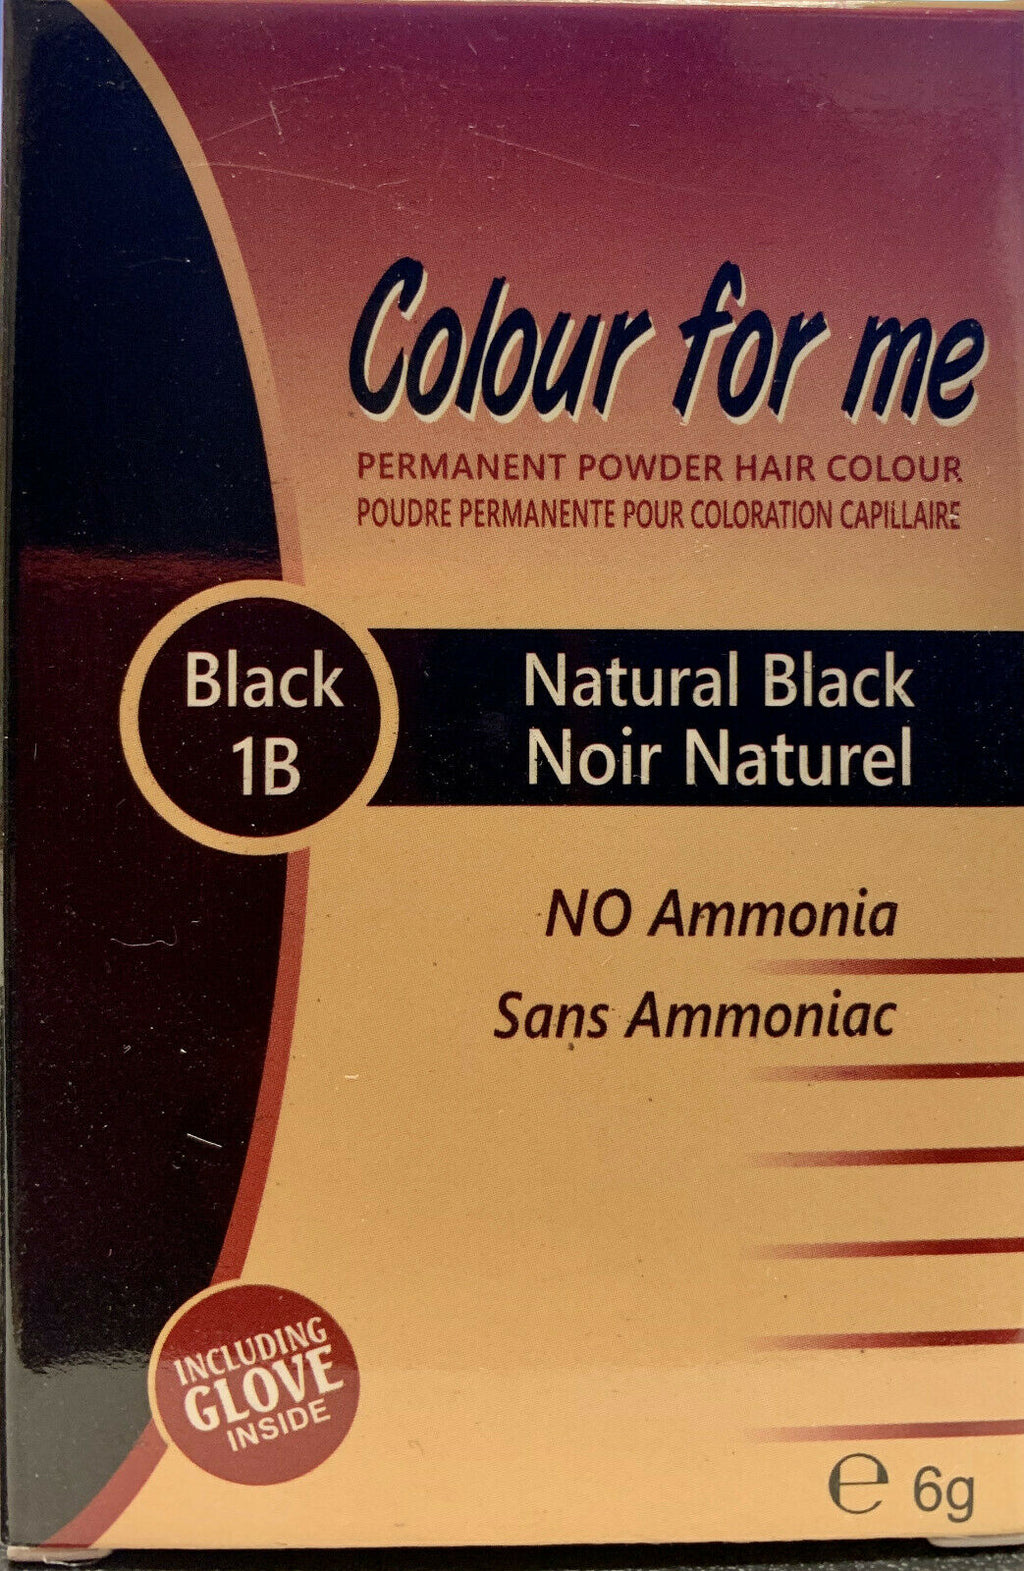 Colour for me
PERMANENT POWDER HAIR COLOUR
POUDRE PERMANENTE POUR COLORATION CAPILLAIRE
Black
1B
Natural Black
Noir Naturel
NO Ammonia
Sans Ammoniac
INCLUDING
GLOVE
INSIDE
℮ 6g